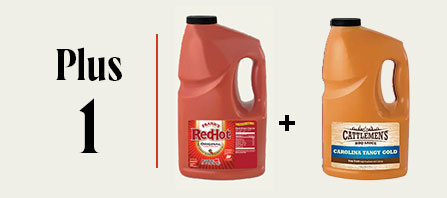 Plus
1
FRANK'S
RedHot
ORIGINAL
+
CATTLEMEN'S
BBQ SAUCE
CAROLINA TANGY GOLD